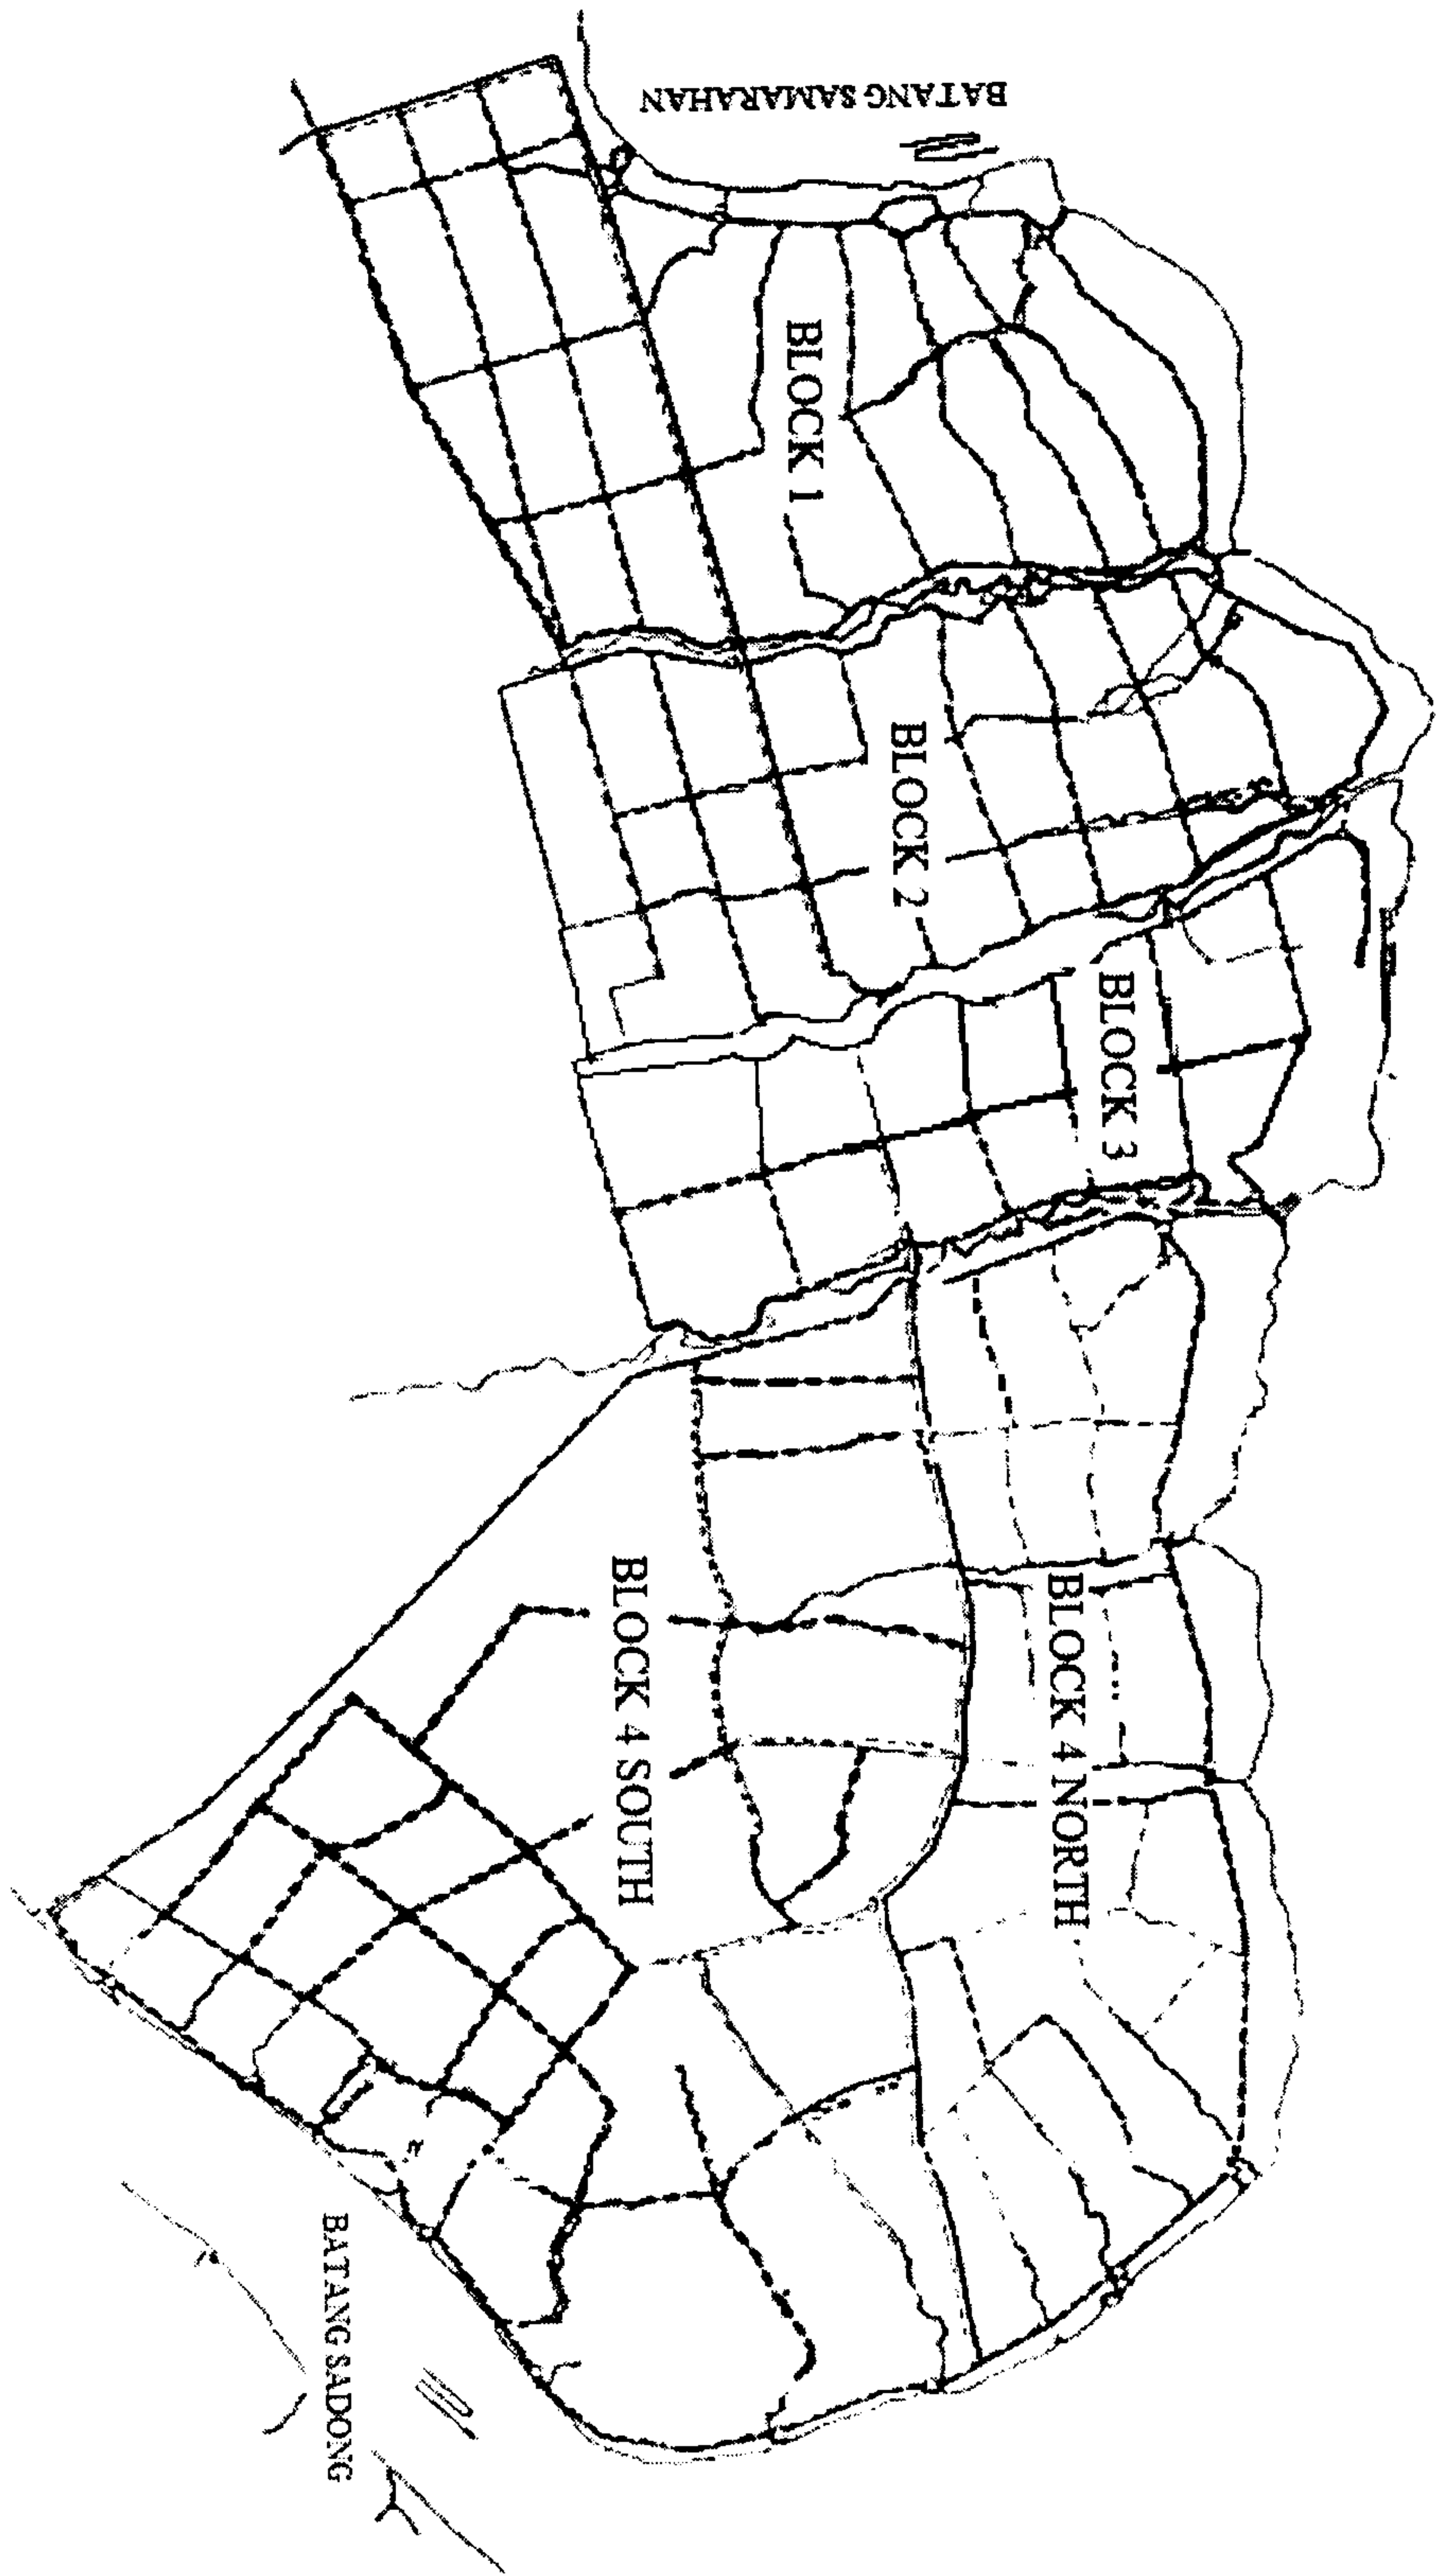 BATANG SAMARAHAN
BLOCK 1
BLOCK 2
BLOCK 3
BLOCK 4 NORTH
BLOCK 4 SOUTH
BATANG SADONG